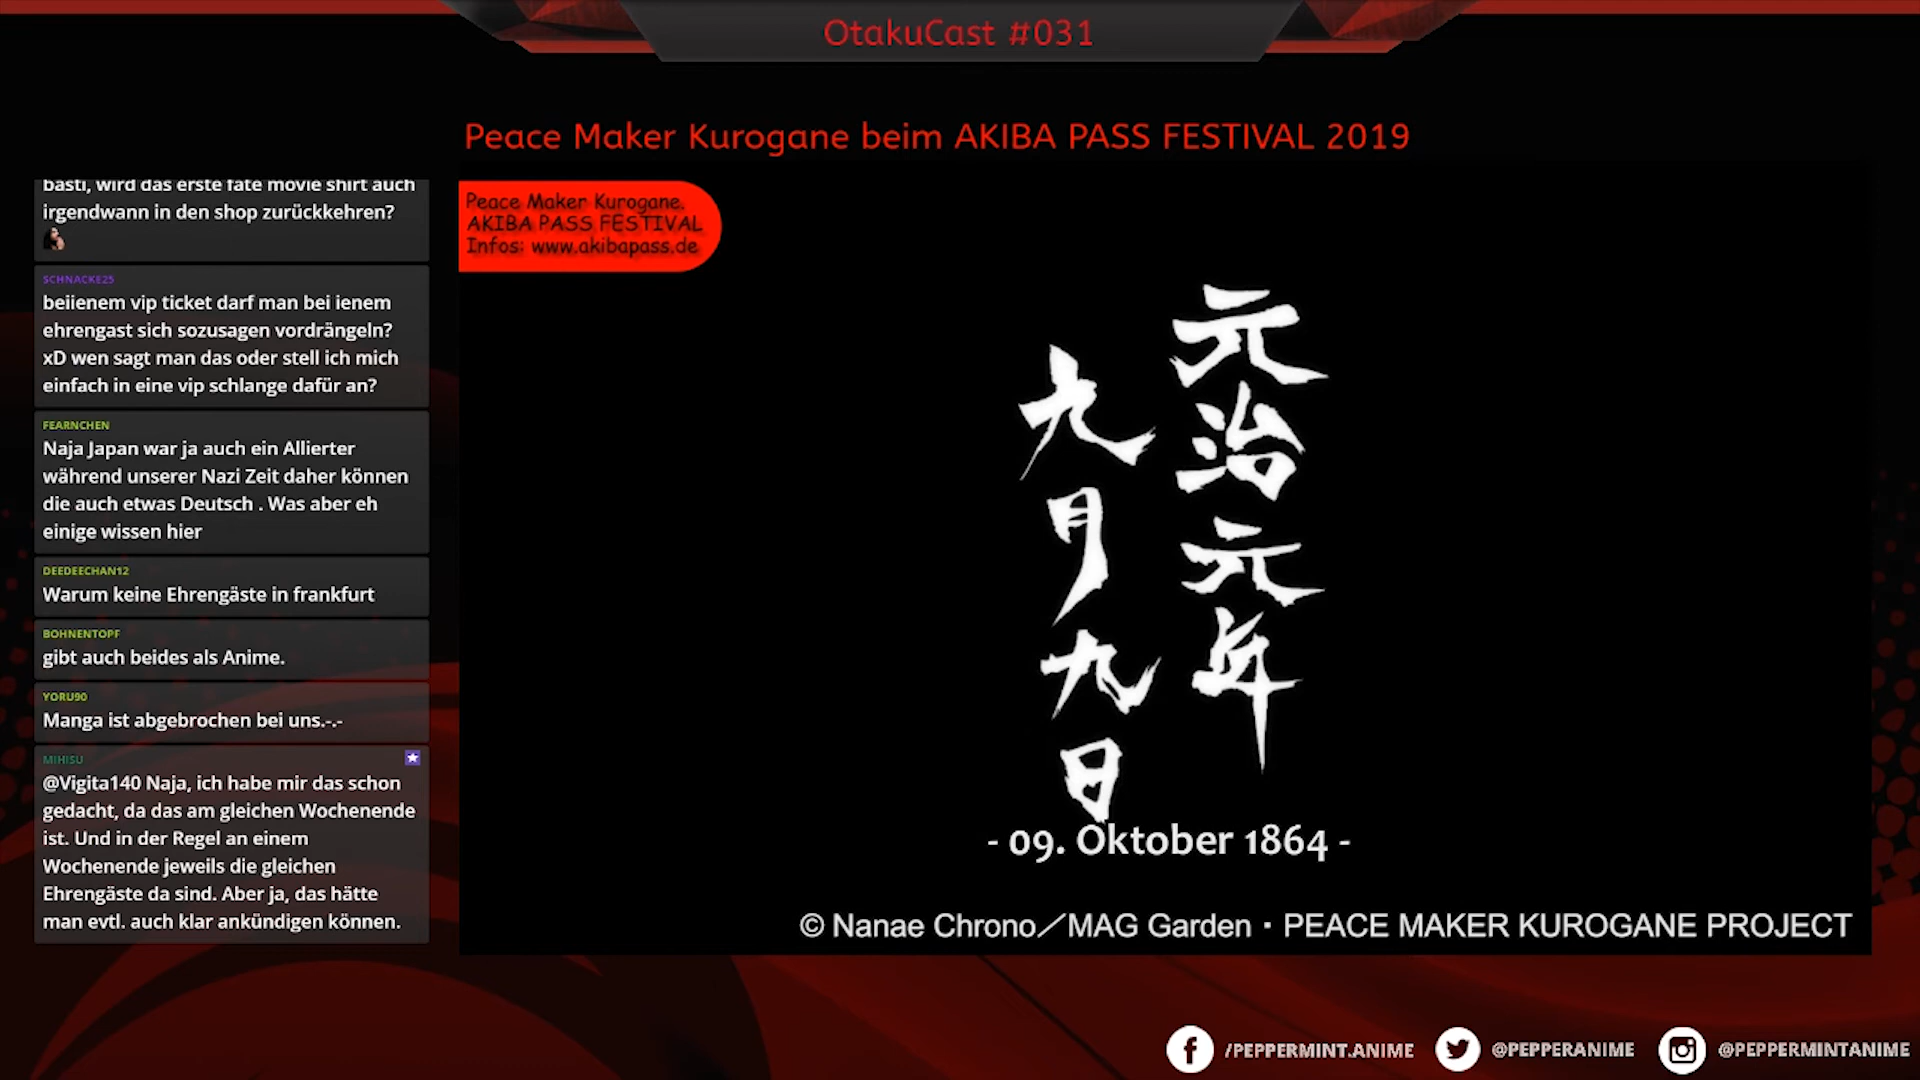 OtakuCast #031
Peace Maker Kurogane beim AKIBA PASS FESTIVAL 2019
basti, wird das erste fate movie shirt auch
irgendwann in den shop zurückkehren?
SCHNACKE25
beiienem vip ticket darf man bei ienem
ehrengast sich sozusagen vordrängeln?
xD wen sagt man das oder stell ich mich
einfach in eine vip schlange dafür an?
FEARNCHEN
Naja Japan war ja auch ein Allierter
während unserer Nazi Zeit daher können
die auch etwas Deutsch . Was aber eh
einige wissen hier
DEEDEECHAN12
Warum keine Ehrengäste in frankfurt
BOHNENTOPF
gibt auch beides als Anime.
YORU90
Manga ist abgebrochen bei uns.-.-
MIHISU
@Vigita140 Naja, ich habe mir das schon
gedacht, da das am gleichen Wochenende
ist. Und in der Regel an einem
Wochenende jeweils die gleichen
Ehrengäste da sind. Aber ja, das hätte
man evtl. auch klar ankündigen können.
Peace Maker Kurogane.
AKIBA PASS FESTIVAL
Infos: www.akibapass.de
元治元年
九月九日
- 09. Oktober 1864 -
© Nanae Chrono／MAG Garden・PEACE MAKER KUROGANE PROJECT
/PEPPERMINT.ANIME
@PEPPERANIME
@PEPPERMINTANIME